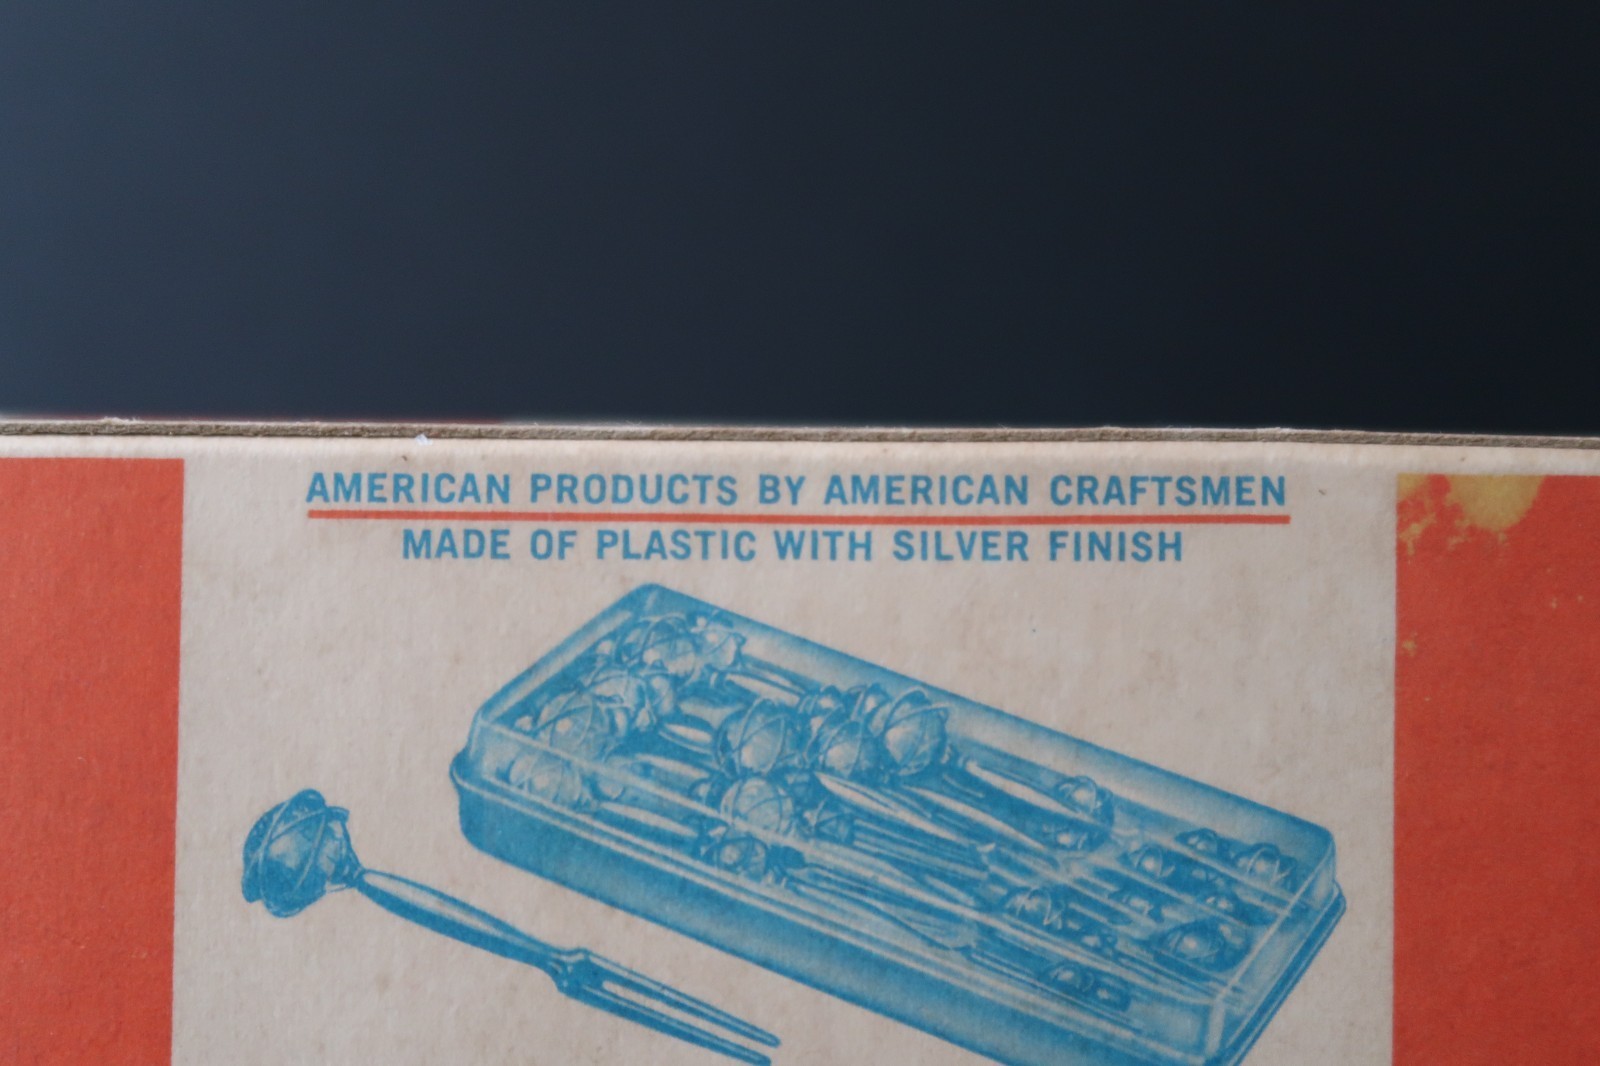 AMERICAN PRODUCTS BY AMERICAN CRAFTSMEN
MADE OF PLASTIC WITH SILVER FINISH